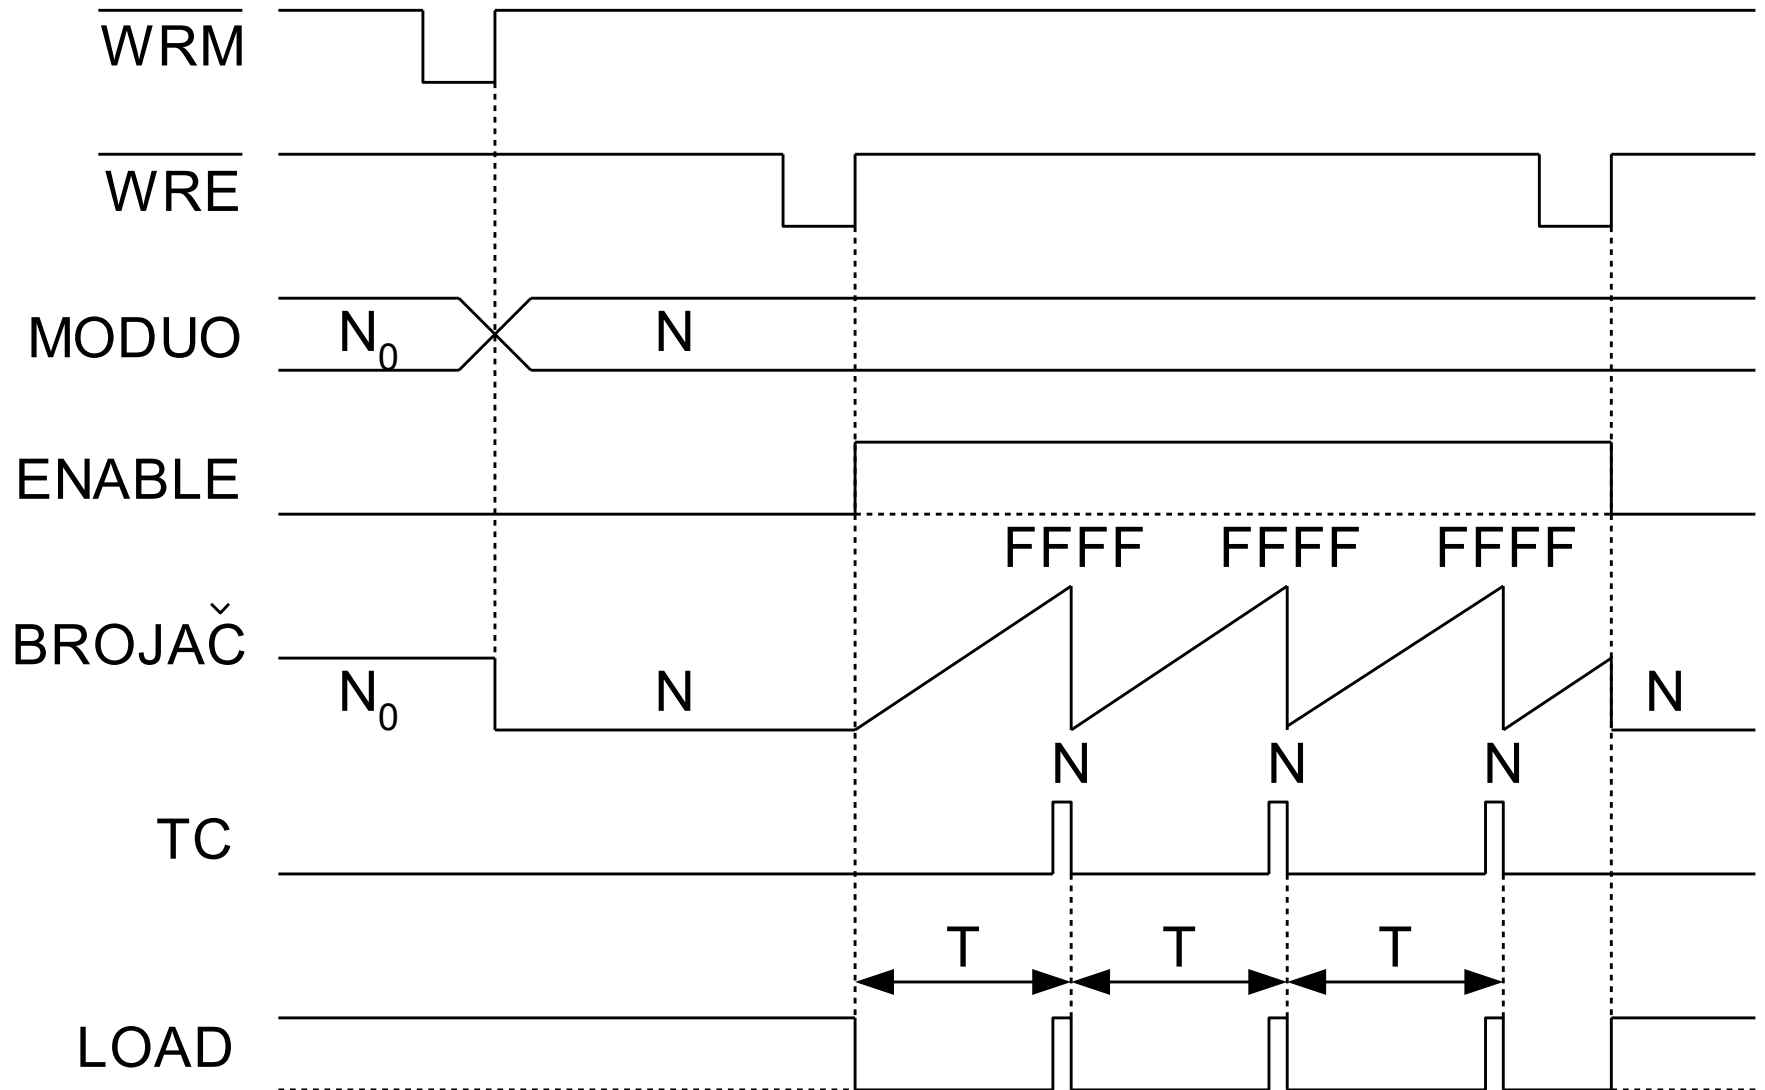 WRM
WRE
MODUO N₀ N
ENABLE
FFFF FFFF FFFF
BROJAČ N₀ N N
N N N
TC
T T T
LOAD